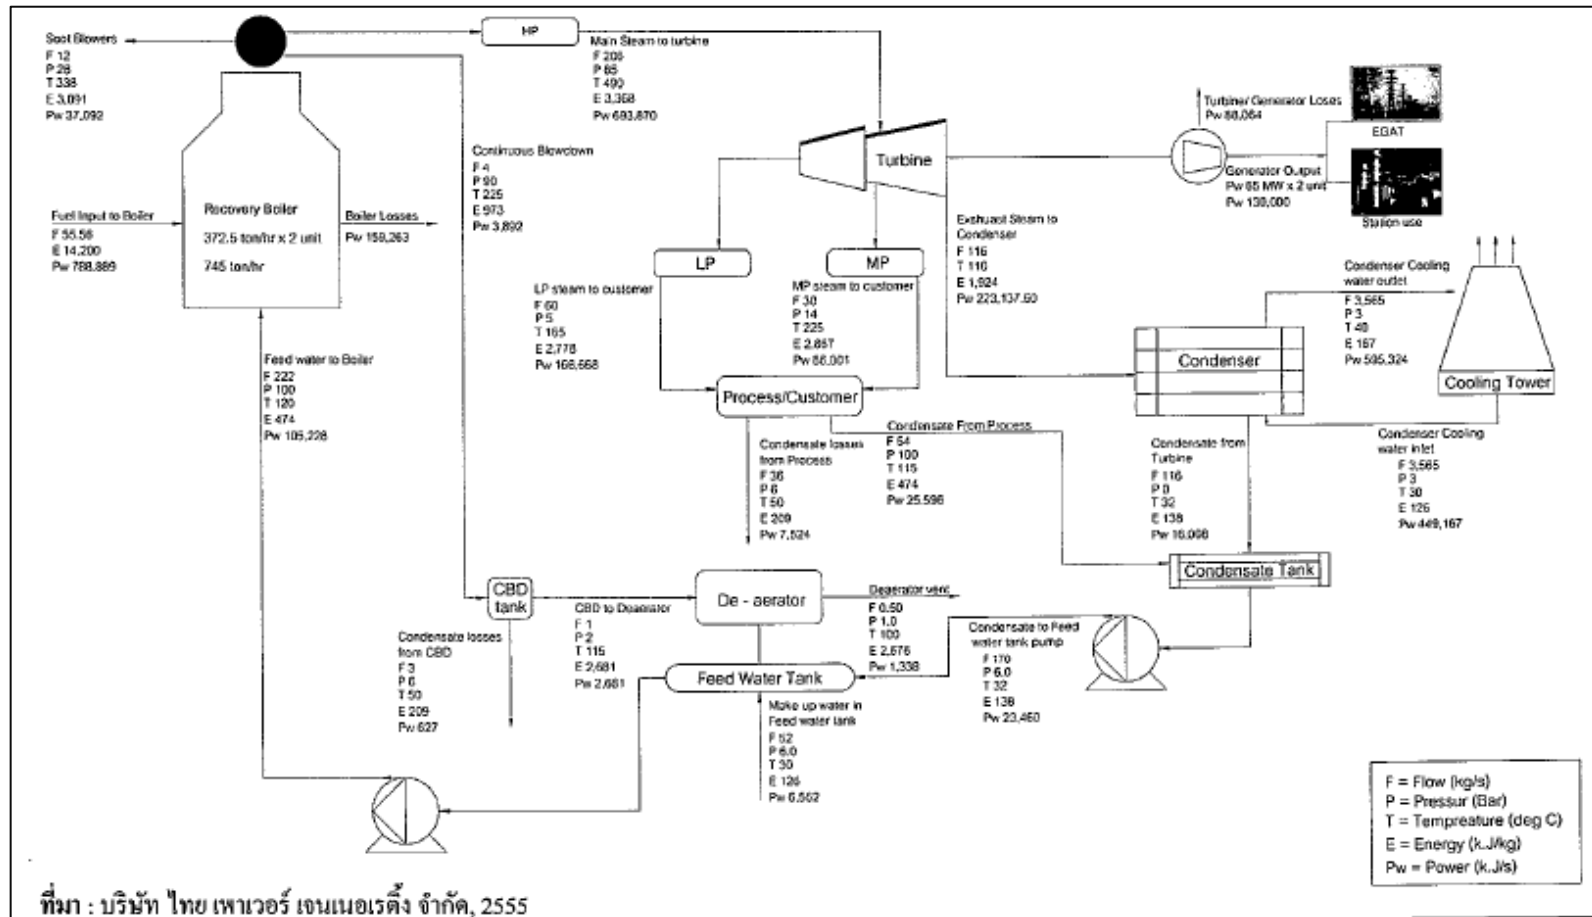 Soot Blowers
F 12
P 28
T 338
E 3,091
Pw 37,092
HP
Main Steam to turbine
F 206
P 85
T 490
E 3,368
Pw 693,870
Turbine/ Generator Loses
Pw 88,064
EGAT
Generator Output
Pw 65 MW x 2 unit
Pw 130,000
Station use
Turbine
Continuous Blowdown
F 4
P 90
T 225
E 973
Pw 3,892
Fuel Input to Boiler
F 55.56
E 14,200
Pw 788,889
Recovery Boiler
372.5 ton/hr x 2 unit
745 ton/hr
Boiler Losses
Pw 159,263
LP
MP
LP steam to customer
F 60
P 5
T 165
E 2,778
Pw 166,668
MP steam to customer
F 30
P 14
T 225
E 2,867
Pw 86,001
Exhuast Steam to
Condenser
F 116
T 116
E 1,924
Pw 223,137.60
Condenser Cooling
water outlet
F 3,565
P 3
T 40
E 167
Pw 595,324
Condenser
Cooling Tower
Feed water to Boiler
F 222
P 100
T 120
E 474
Pw 105,228
Process/Customer
Condensate losses
from Process
F 36
P 6
T 50
E 209
Pw 7,524
Condensate From Process
F 54
P 100
T 115
E 474
Pw 25,596
Condensate from
Turbine
F 116
P 0
T 32
E 138
Pw 16,008
Condenser Cooling
water inlet
F 3,565
P 3
T 30
E 126
Pw 449,167
CBD
tank
De - aerator
Condensate Tank
Condensate losses
from CBD
F 3
P 6
T 50
E 209
Pw 627
CBD to Deaerator
F 1
P 2
T 115
E 2,681
Pw 2,681
Deaerator vent
F 0.50
P 1.0
T 100
E 2,676
Pw 1,338
Condensate to Feed
water tank pump
F 170
P 6.0
T 32
E 138
Pw 23,460
Feed Water Tank
Make up water in
Feed water tank
F 52
P 6.0
T 30
E 126
Pw 6,552
F = Flow (kg/s)
P = Pressur (Bar)
T = Tempreature (deg C)
E = Energy (k.J/kg)
Pw = Power (k.J/s)
ที่มา : บริษัท ไทย เพาเวอร์ เจนเนอเรติ้ง จำกัด, 2555